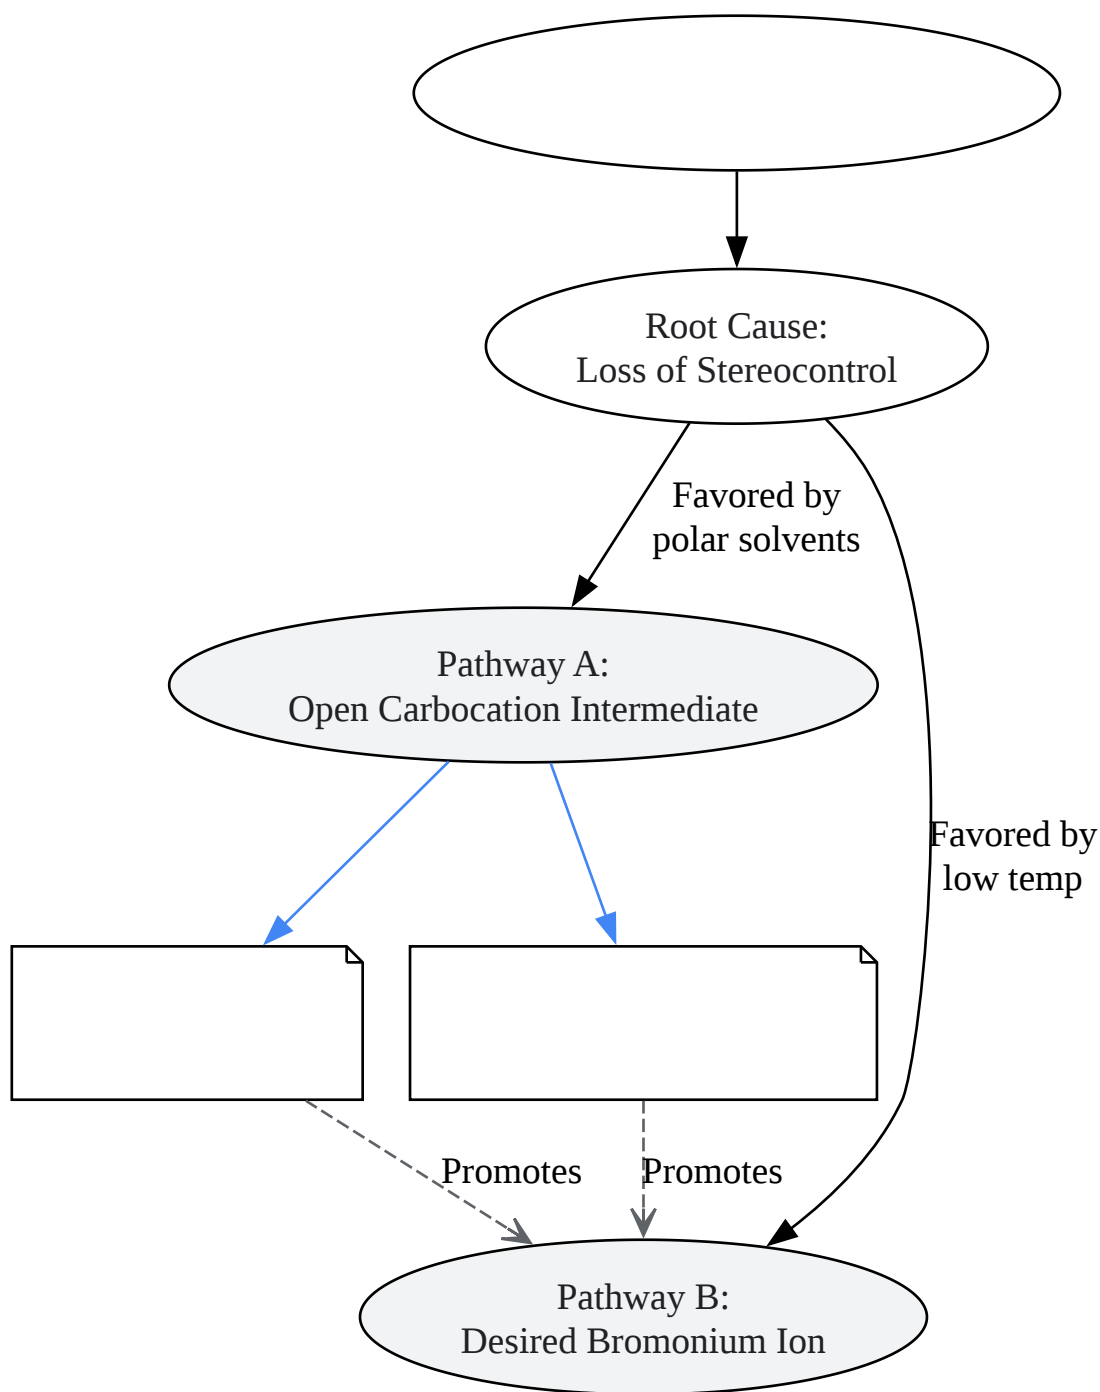 Root Cause:
Loss of Stereocontrol
Favored by
polar solvents
Pathway A:
Open Carbocation Intermediate
Favored by
low temp
Promotes
Promotes
Pathway B:
Desired Bromonium Ion